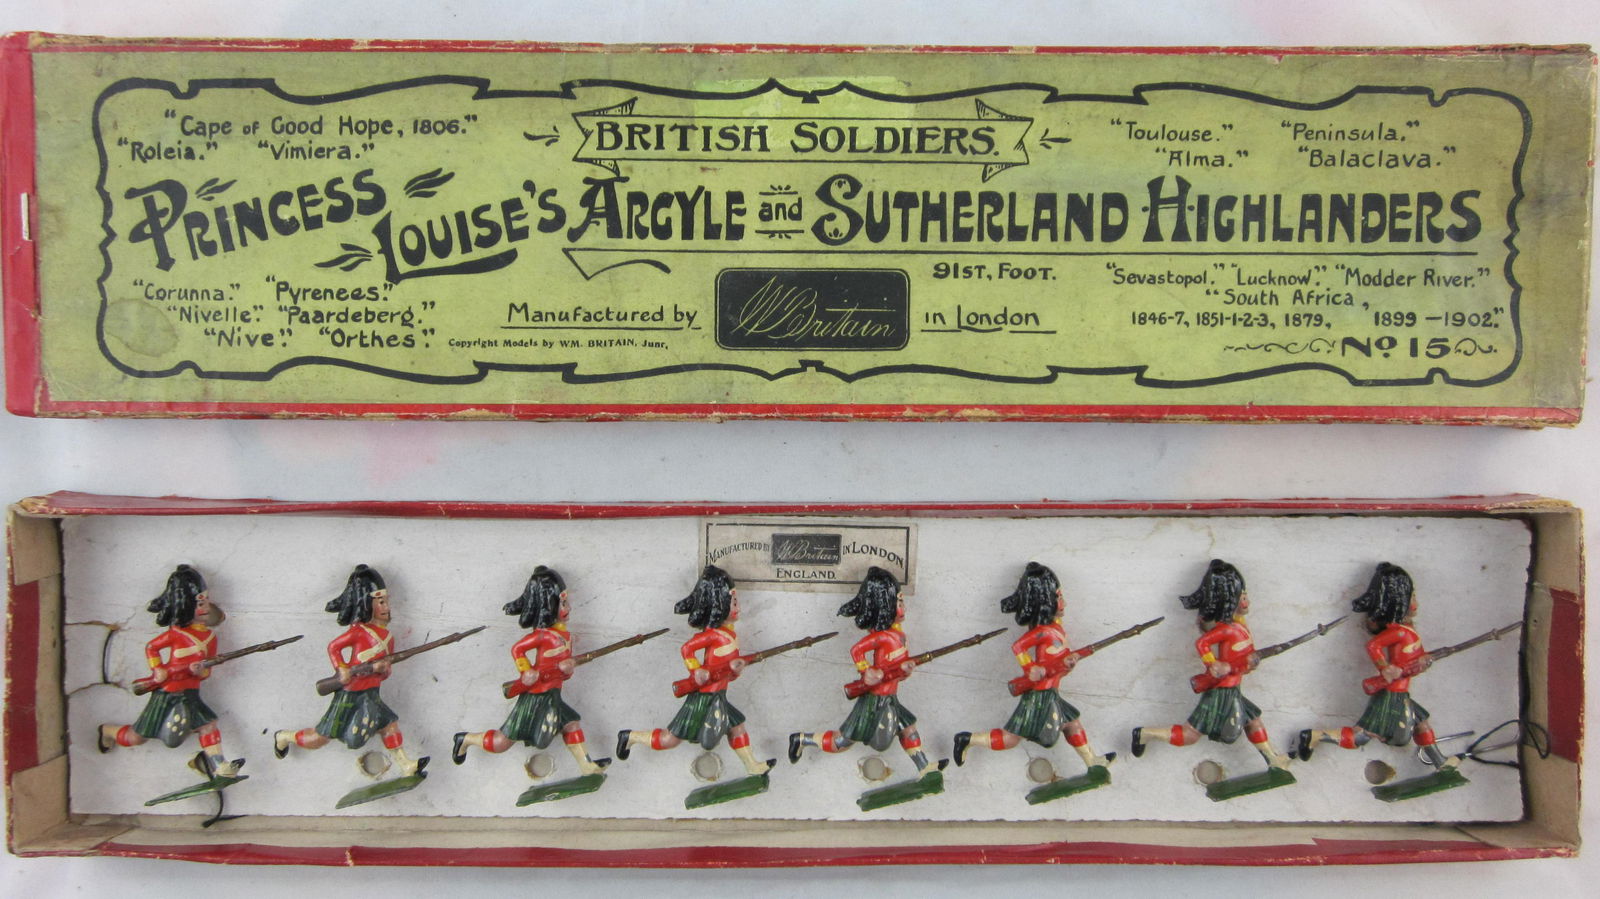 "Cape of Good Hope, 1806."
"Roleia." "Vimiera."
BRITISH SOLDIERS.
"Toulouse." "Peninsula."
"Alma." "Balaclava."
PRINCESS LOUISE'S ARGYLE and SUTHERLAND HIGHLANDERS
91ST, FOOT.
"Corunna." "Pyrenees."
"Nivelle." "Paardeberg."
"Nive." "Orthes".
Manufactured by W Britain in London
Copyright Models by WM. BRITAIN, Junr,
"Sevastopol." "Lucknow". "Modder River."
"South Africa,
1846-7, 1851-1-2-3, 1879, 1899-1902."
No 15
MANUFACTURED BY W Britain IN LONDON
ENGLAND.